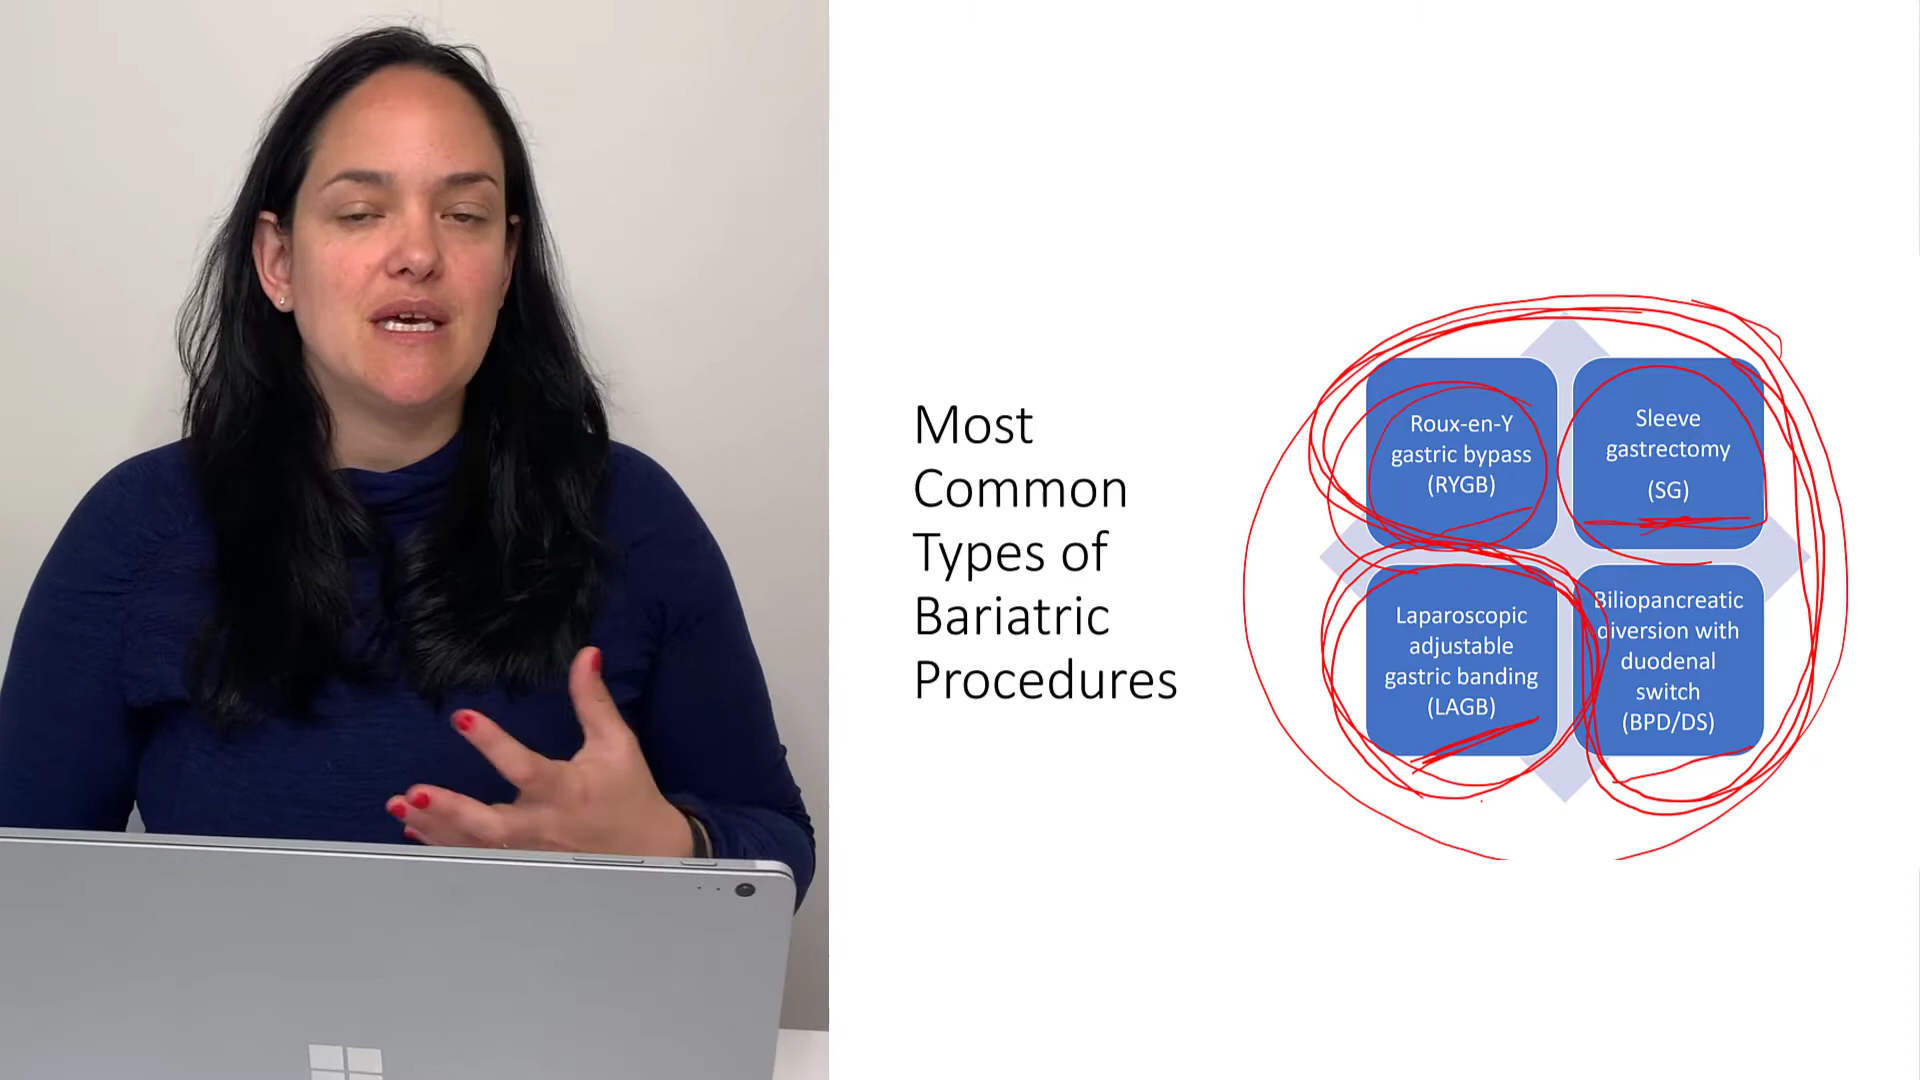 Most
Common
Types of
Bariatric
Procedures
Roux-en-Y
gastric bypass
(RYGB)
Sleeve
gastrectomy
(SG)
Laparoscopic
adjustable
gastric banding
(LAGB)
Biliopancreatic
diversion with
duodenal
switch
(BPD/DS)